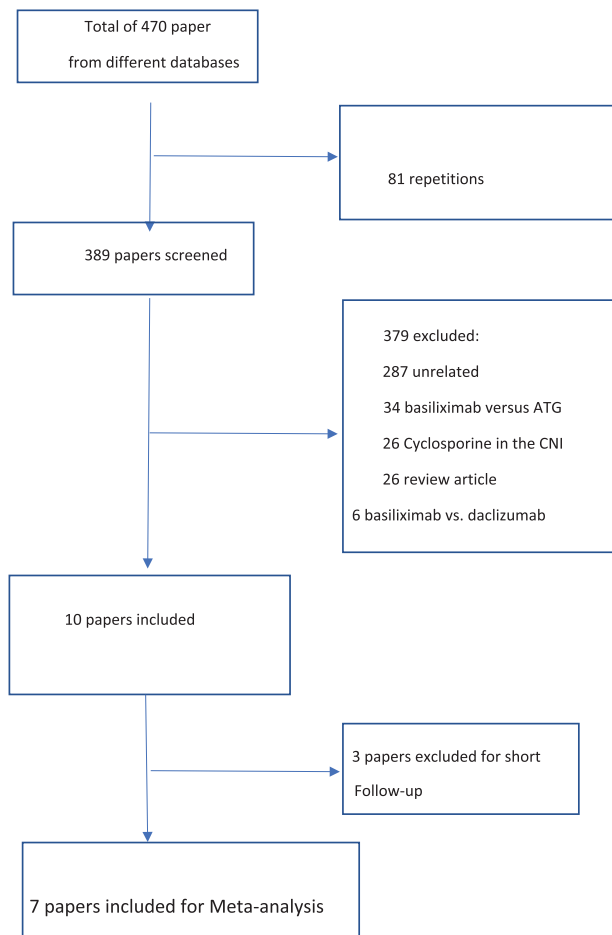 Total of 470 paper
from different databases
81 repetitions
389 papers screened
379 excluded:
287 unrelated
34 basiliximab versus ATG
26 Cyclosporine in the CNI
26 review article
6 basiliximab vs. daclizumab
10 papers included
3 papers excluded for short
Follow-up
7 papers included for Meta-analysis